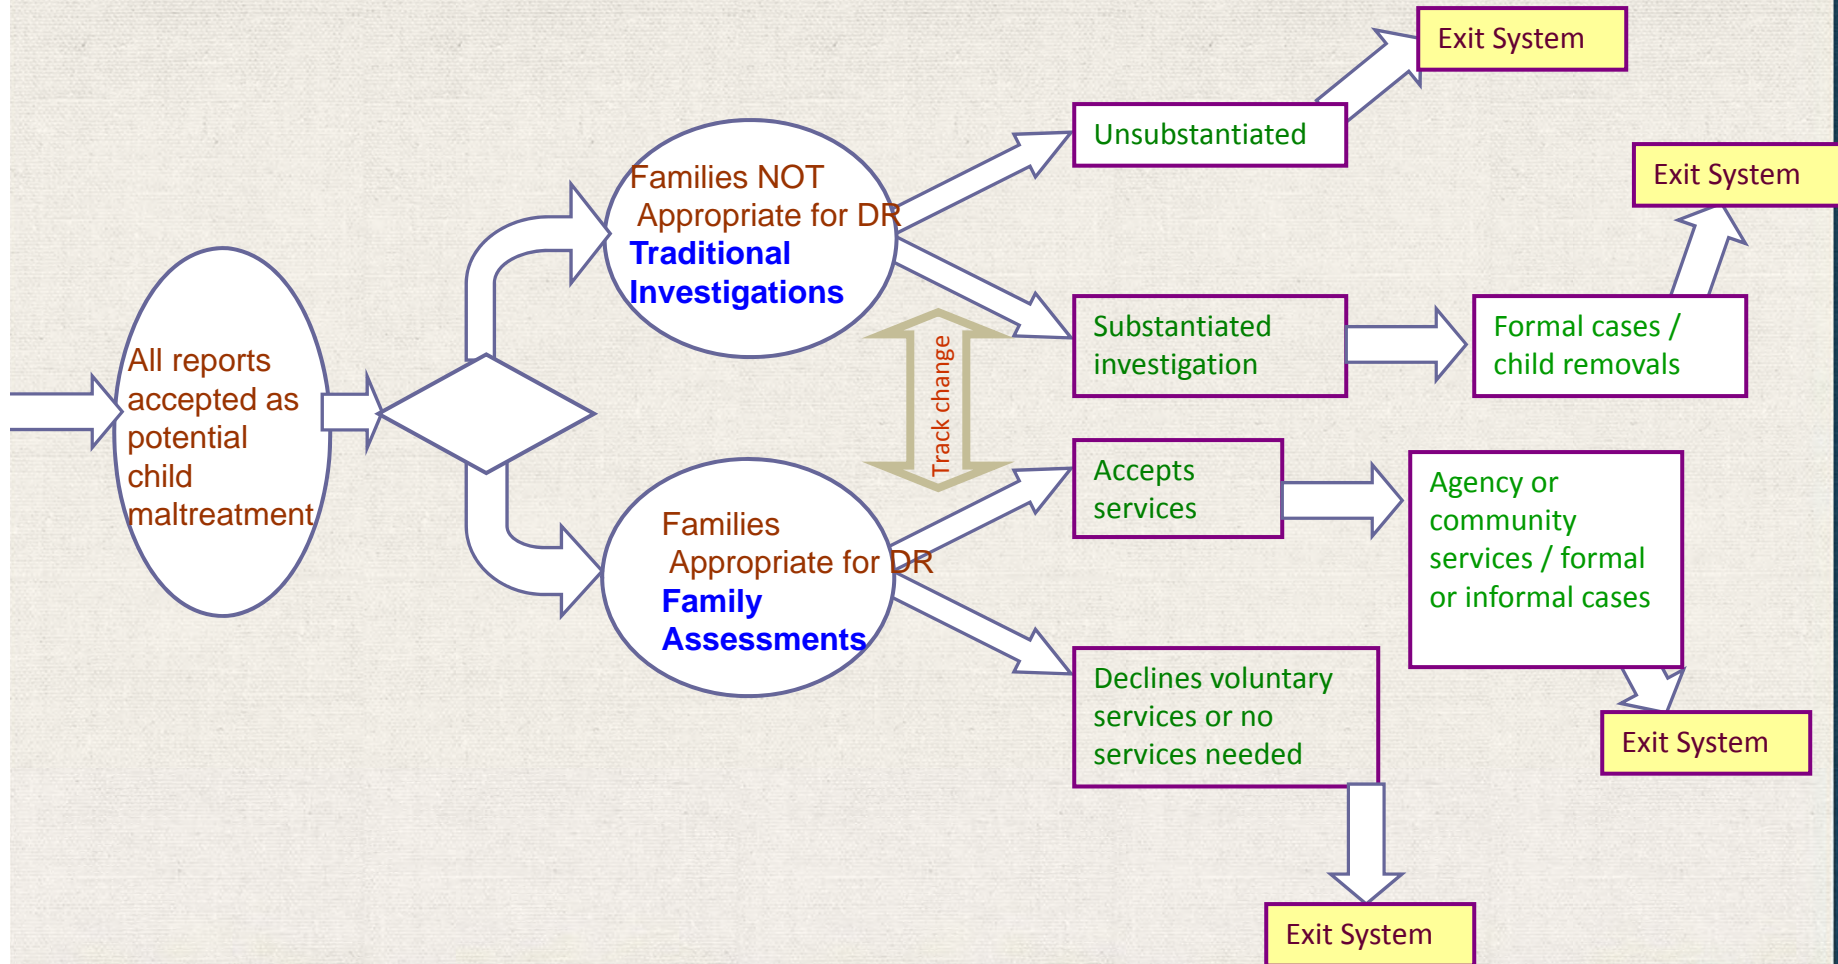 All reports
accepted as
potential
child
maltreatment
Families NOT
Appropriate for DR
Traditional
Investigations
Track change
Families
Appropriate for DR
Family
Assessments
Unsubstantiated
Exit System
Substantiated
investigation
Formal cases /
child removals
Exit System
Accepts
services
Agency or
community
services / formal
or informal cases
Exit System
Declines voluntary
services or no
services needed
Exit System